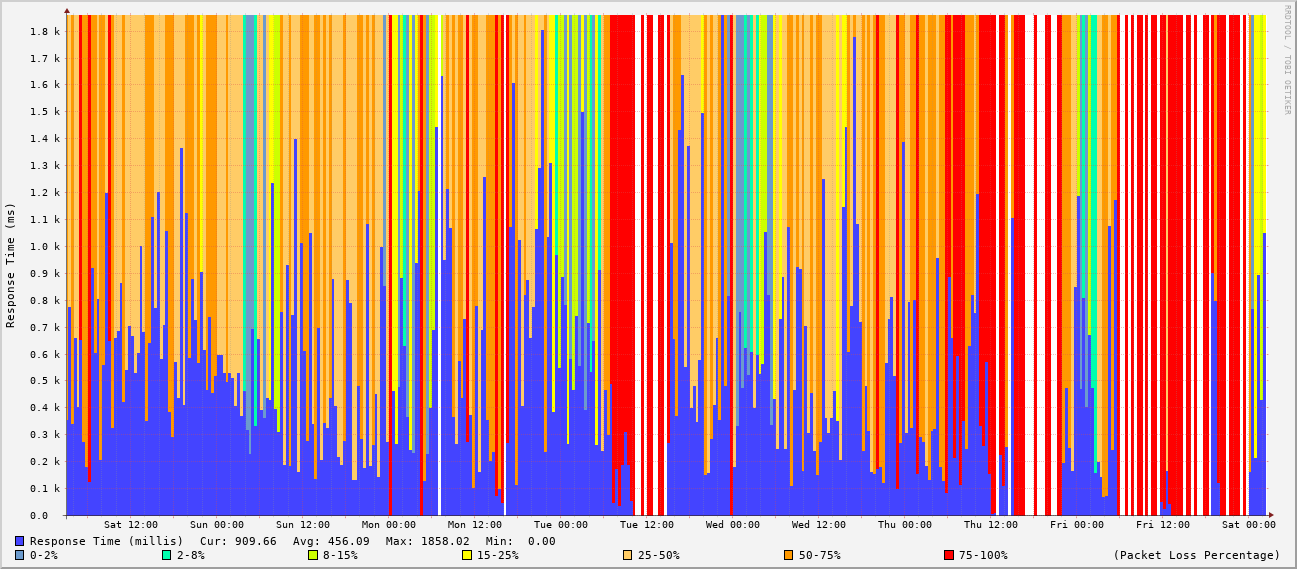 RRDTOOL / TOBI OETIKER
Response Time (ms)
1.8 k
1.7 k
1.6 k
1.5 k
1.4 k
1.3 k
1.2 k
1.1 k
1.0 k
0.9 k
0.8 k
0.7 k
0.6 k
0.5 k
0.4 k
0.3 k
0.2 k
0.1 k
0.0
Sat 12:00 Sun 00:00 Sun 12:00 Mon 00:00 Mon 12:00 Tue 00:00 Tue 12:00 Wed 00:00 Wed 12:00 Thu 00:00 Thu 12:00 Fri 00:00 Fri 12:00 Sat 00:00
Response Time (millis) Cur: 909.66 Avg: 456.09 Max: 1858.02 Min: 0.00
0-2% 2-8% 8-15% 15-25% 25-50% 50-75% 75-100% (Packet Loss Percentage)